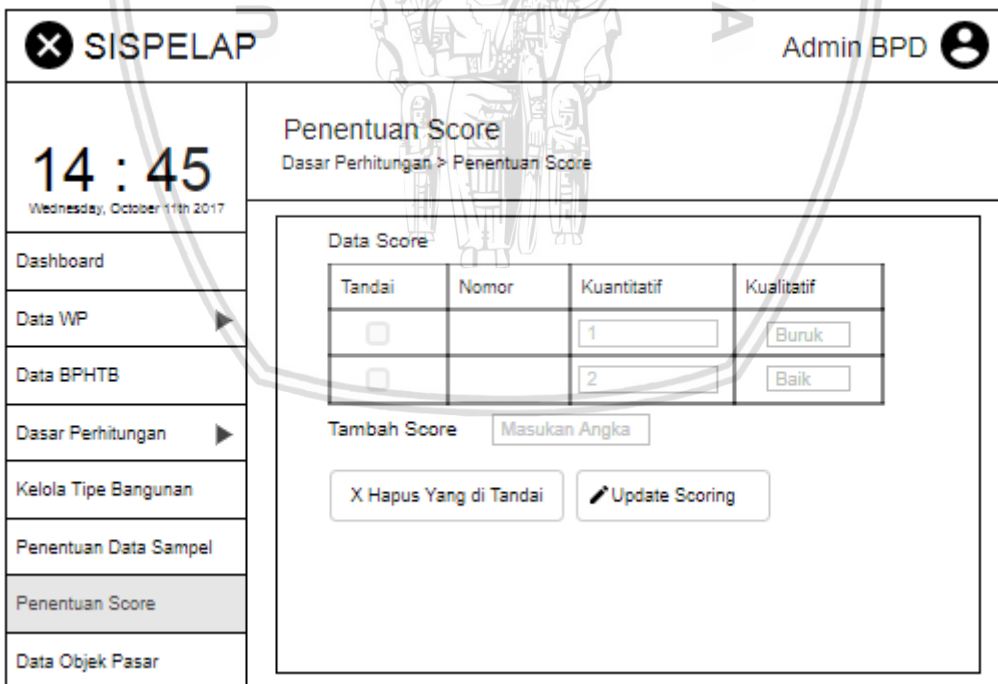 SISPELAP
Admin BPD
14 : 45
Wednesday, October 11th 2017
Dashboard
Data WP
Data BPHTB
Dasar Perhitungan
Kelola Tipe Bangunan
Penentuan Data Sampel
Penentuan Score
Data Objek Pasar
Penentuan Score
Dasar Perhitungan > Penentuan Score
Data Score
Tandai Nomor Kuantitatif Kualitatif
1 Buruk
2 Baik
Tambah Score Masukan Angka
X Hapus Yang di Tandai Update Scoring
U
A